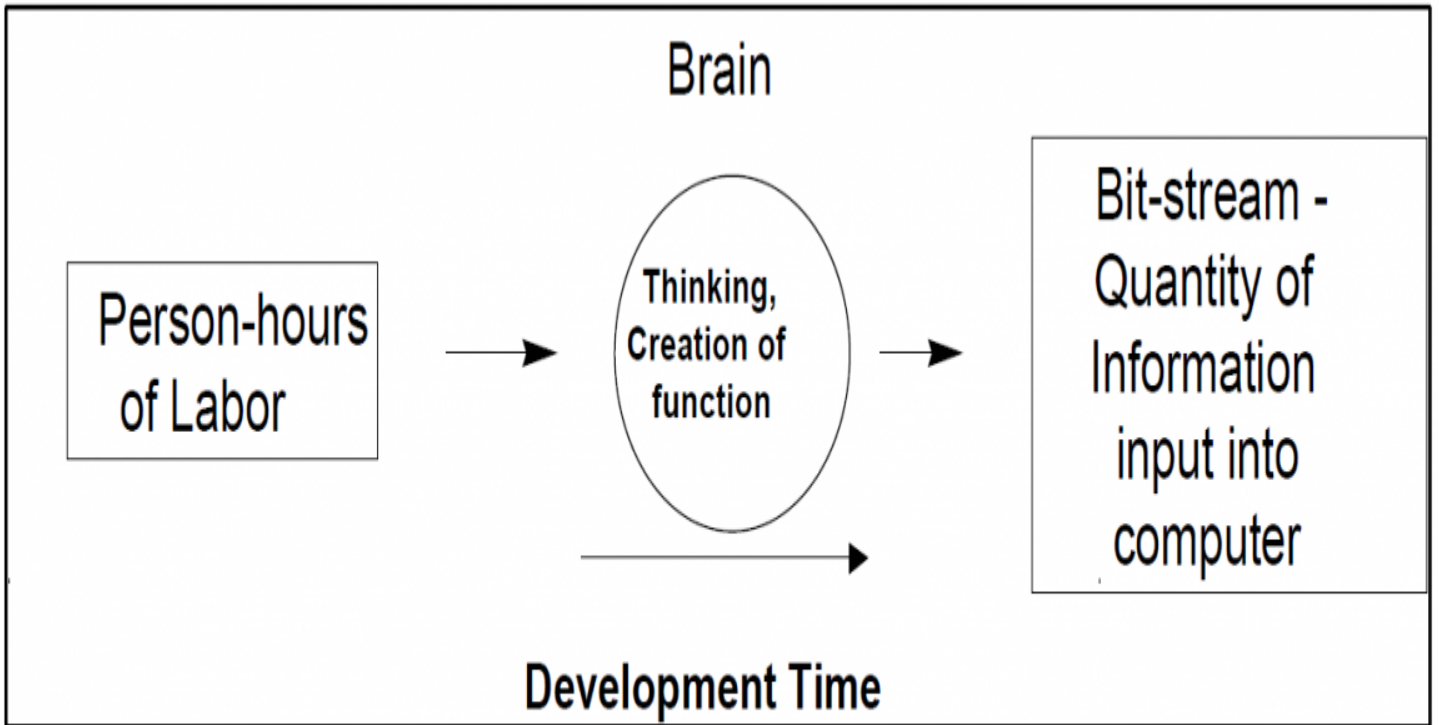 Brain
Person-hours
of Labor
Thinking,
Creation of
function
Bit-stream -
Quantity of
Information
input into
computer
Development Time